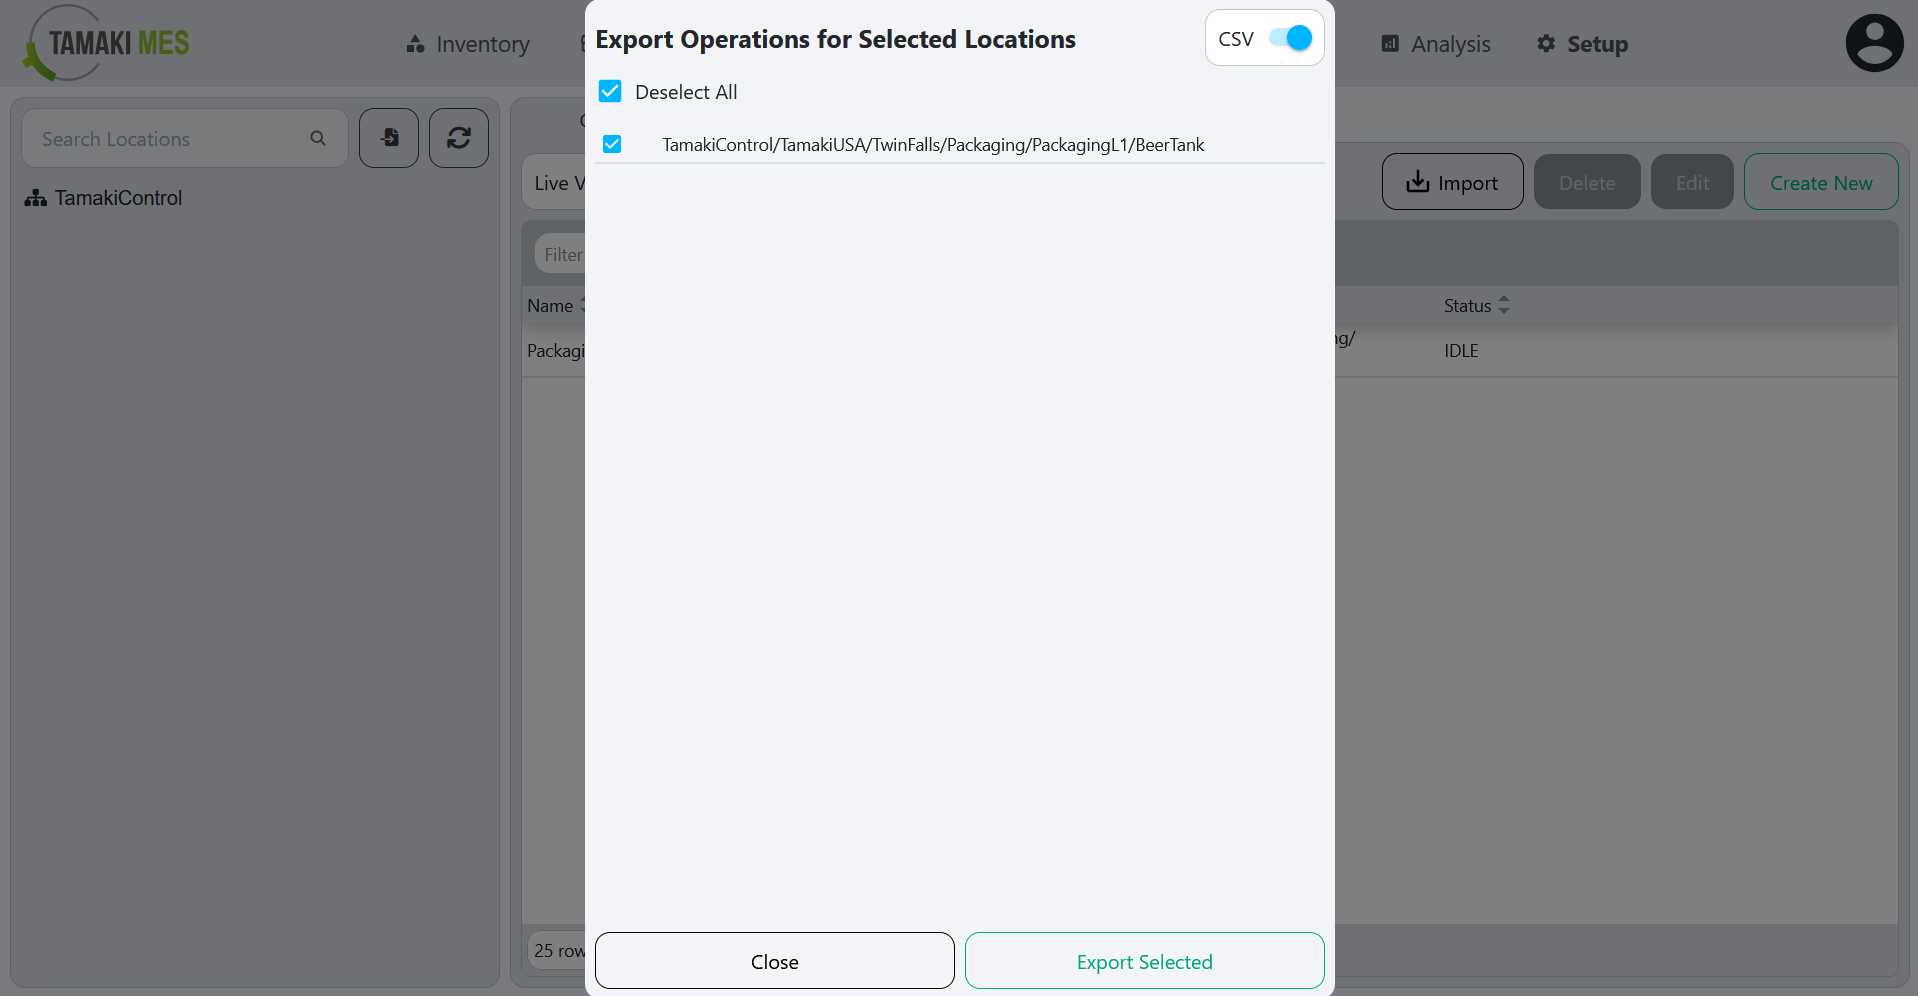 TAMAKI MES
Inventory
Analysis
Setup
Export Operations for Selected Locations
CSV
Deselect All
TamakiControl/TamakiUSA/TwinFalls/Packaging/PackagingL1/BeerTank
Search Locations
TamakiControl
Live V
Import
Delete
Edit
Create New
Filter
Name
Status
Packagi
ng/
IDLE
25 row
Close
Export Selected